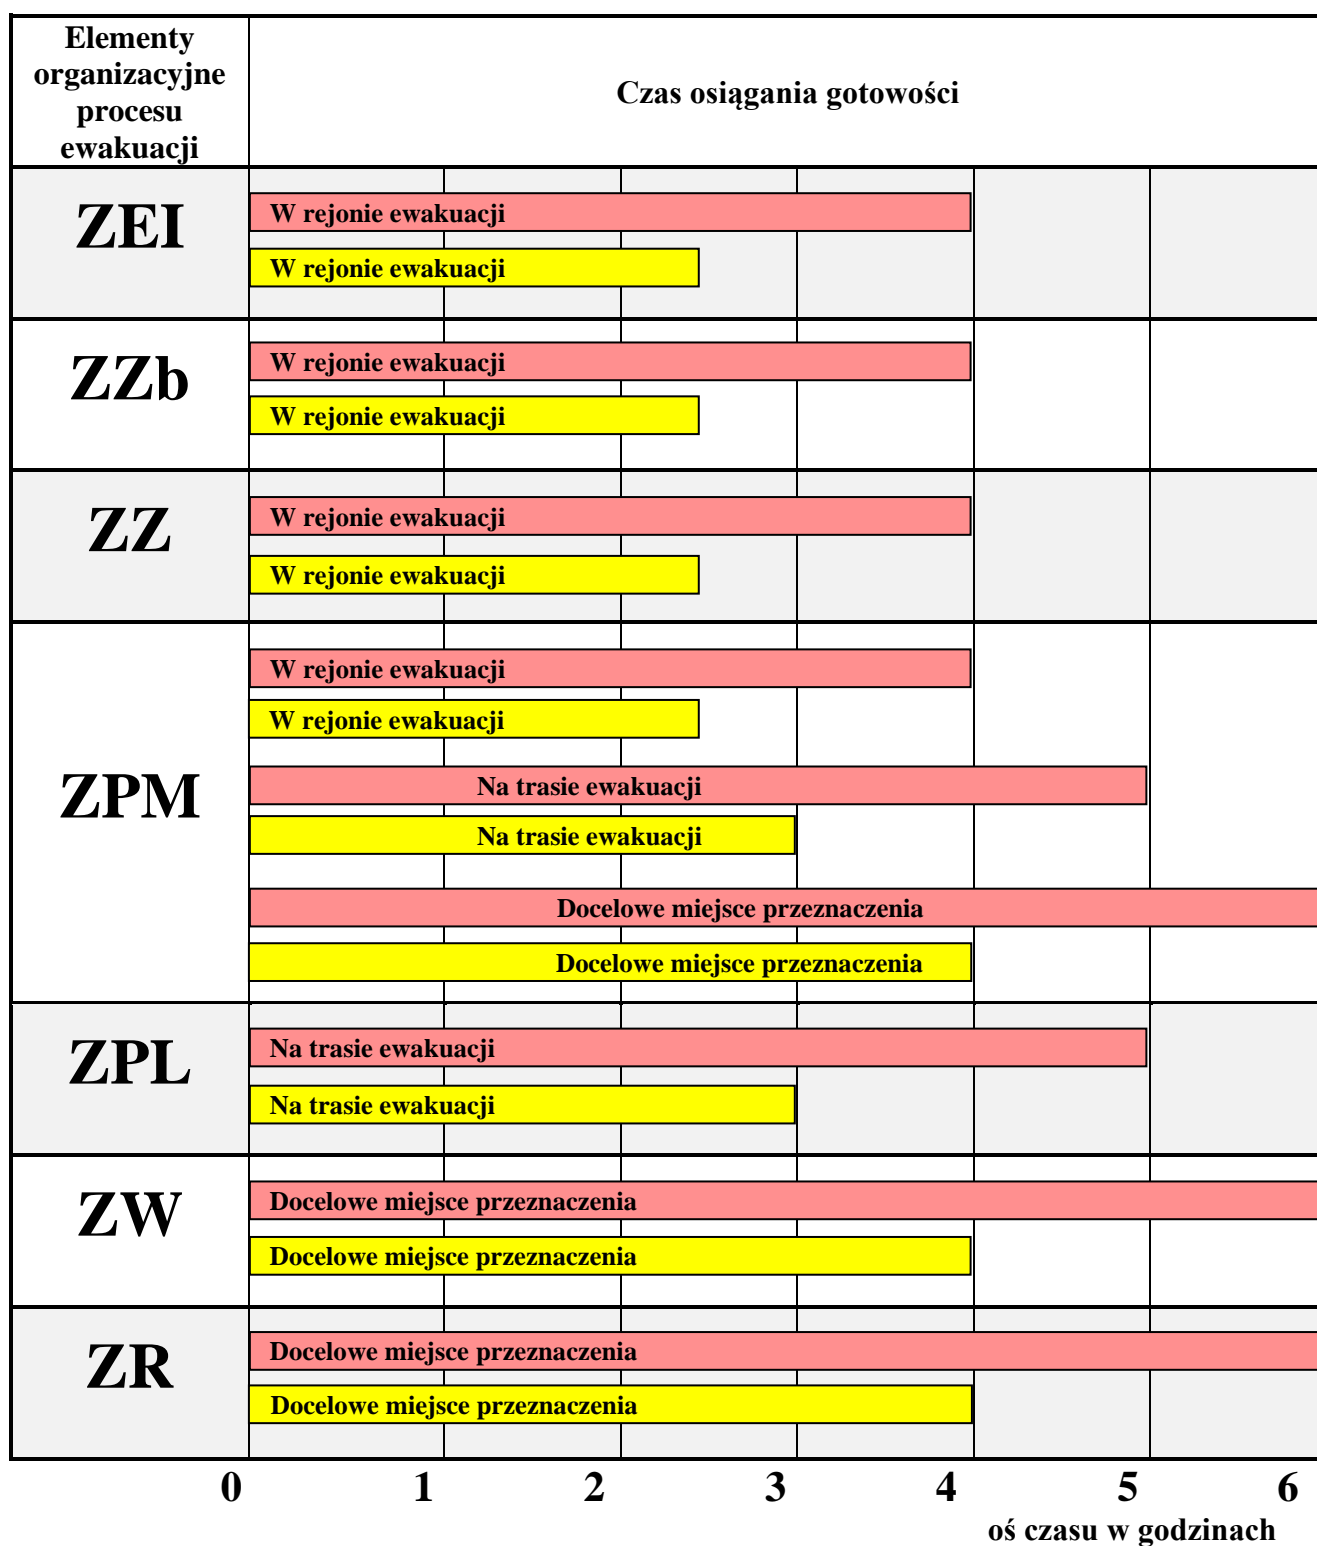 Elementy
organizacyjne
procesu
ewakuacji
Czas osiągania gotowości
ZEI
W rejonie ewakuacji
W rejonie ewakuacji
ZZb
W rejonie ewakuacji
W rejonie ewakuacji
ZZ
W rejonie ewakuacji
W rejonie ewakuacji
ZPM
W rejonie ewakuacji
W rejonie ewakuacji
Na trasie ewakuacji
Na trasie ewakuacji
Docelowe miejsce przeznaczenia
Docelowe miejsce przeznaczenia
ZPL
Na trasie ewakuacji
Na trasie ewakuacji
ZW
Docelowe miejsce przeznaczenia
Docelowe miejsce przeznaczenia
ZR
Docelowe miejsce przeznaczenia
Docelowe miejsce przeznaczenia
0 1 2 3 4 5 6
oś czasu w godzinach